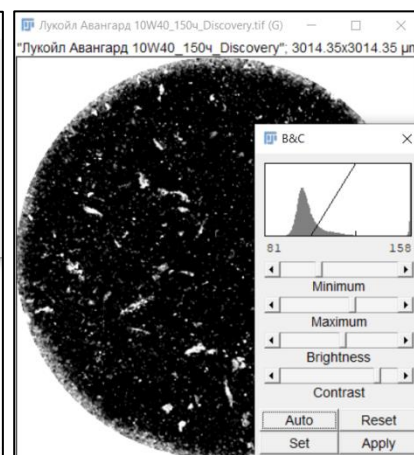 Лукойл Авангард 10W40_150ч_Discovery.tif (G)
"Лукойл Авангард 10W40_150ч_Discovery"; 3014.35x3014.35 µm
B&C
81 158
Minimum
Maximum
Brightness
Contrast
Auto Reset
Set Apply